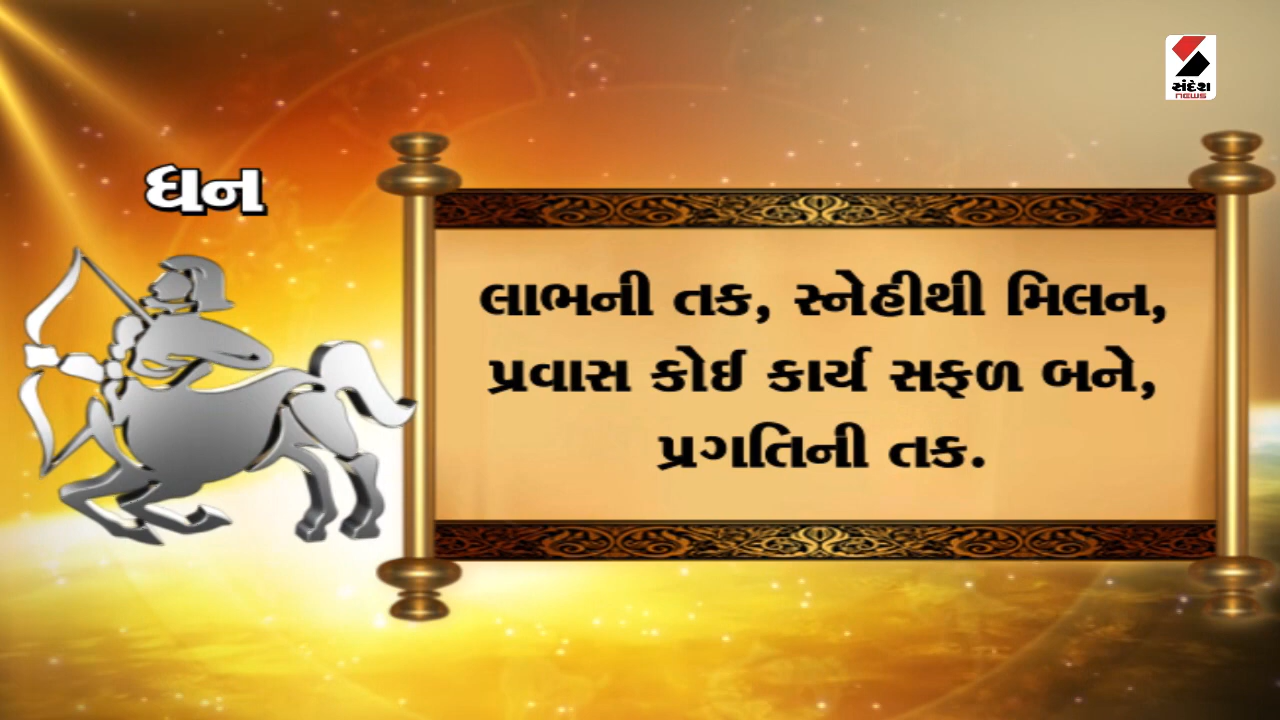 સંદેશ
NEWS
ધન
લાભની તક, સ્નેહીથી મિલન,
પ્રવાસ કોઈ કાર્ય સફળ બને,
પ્રગતિની તક.